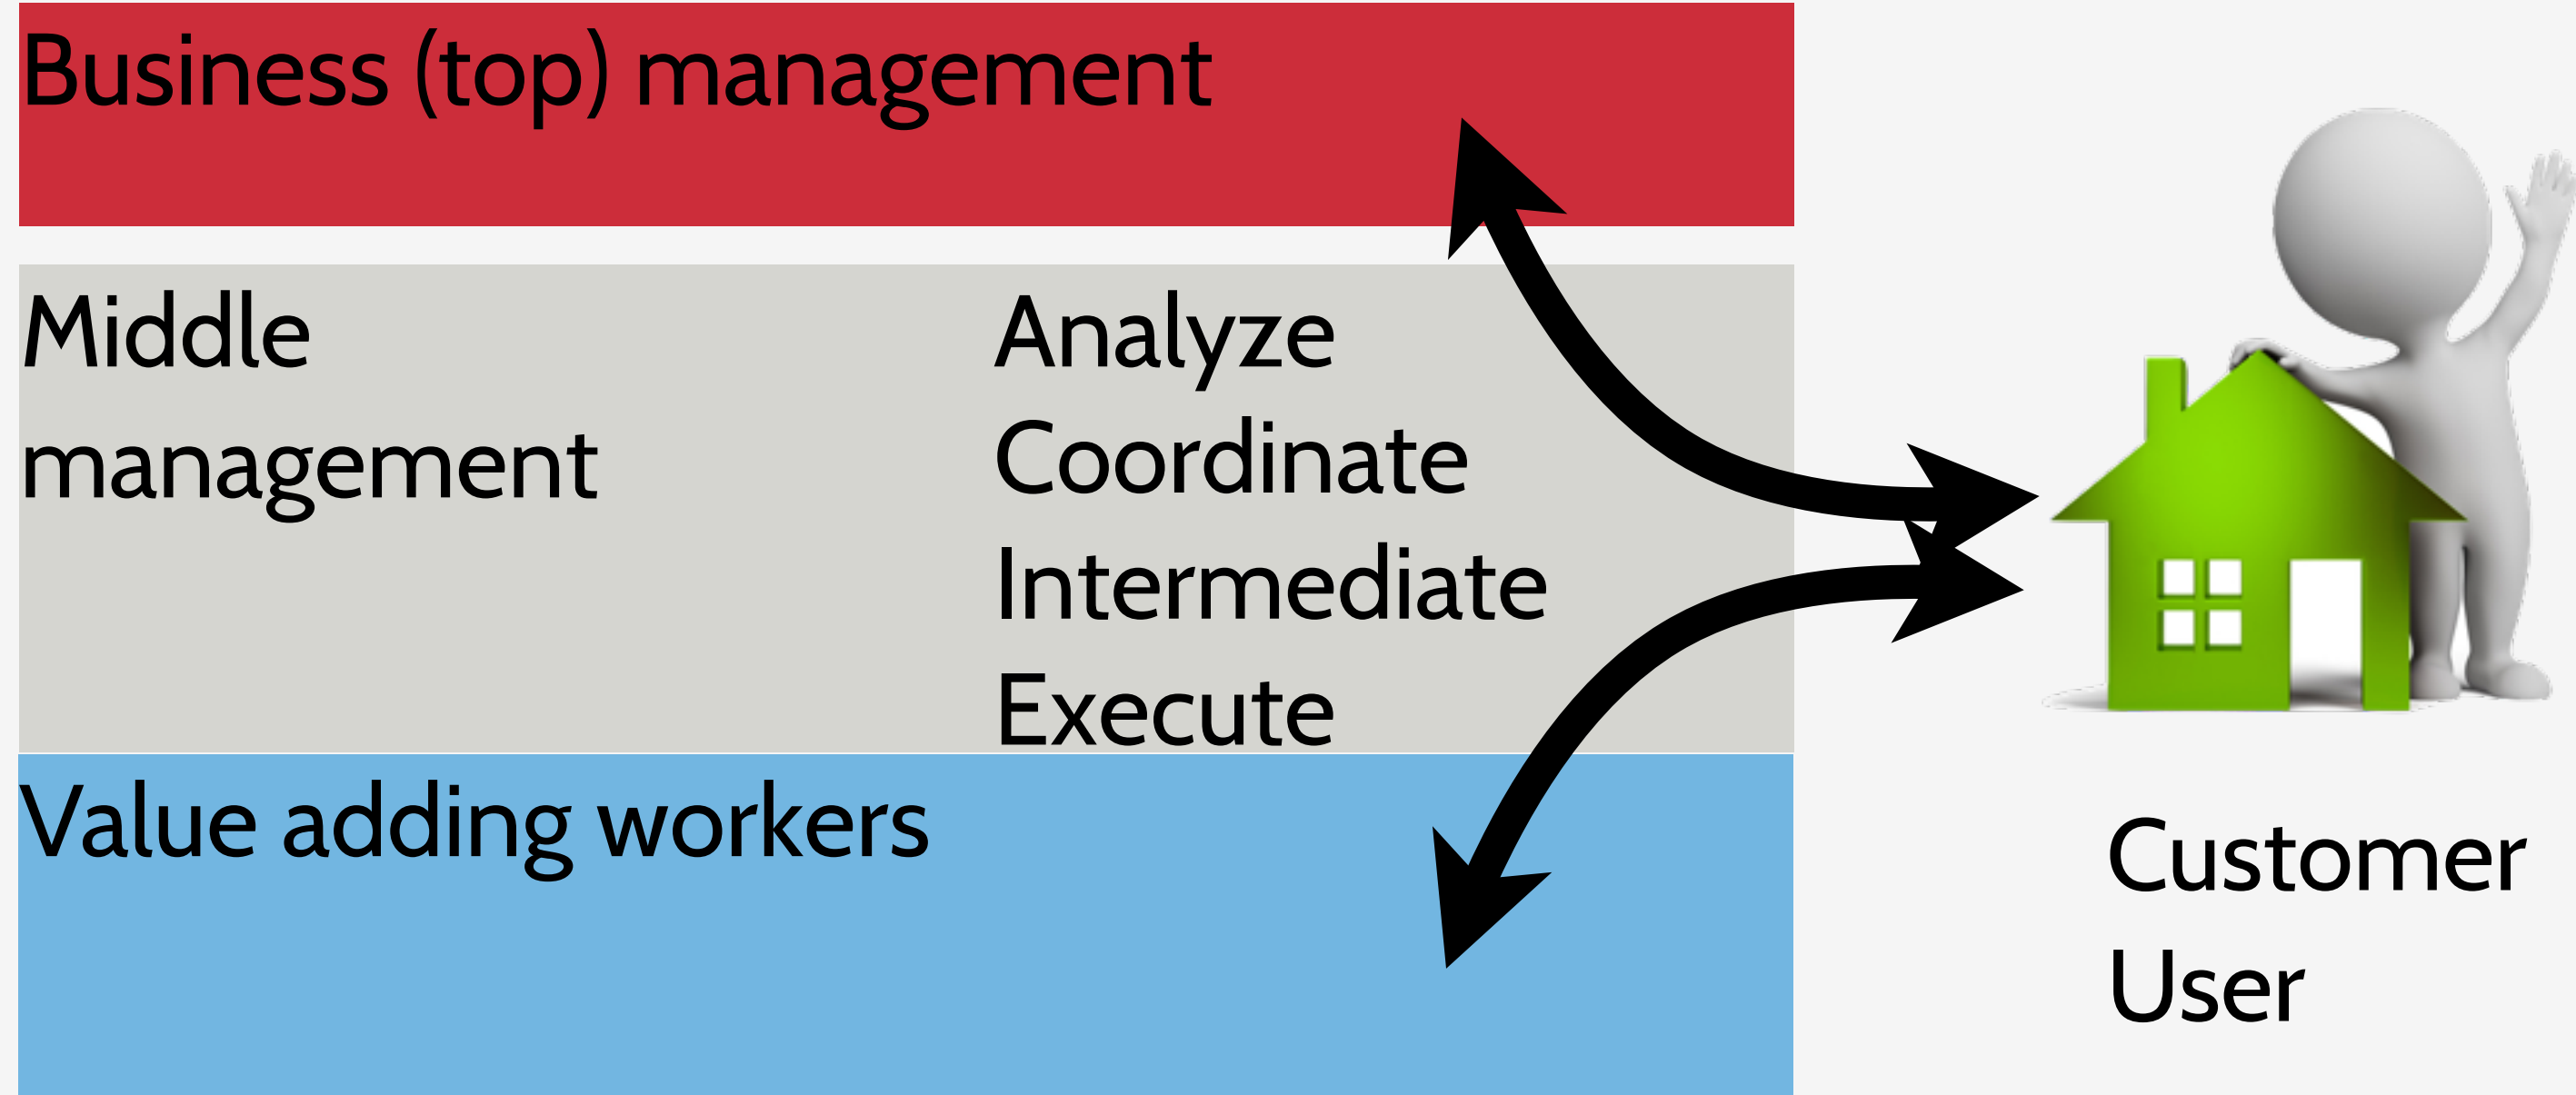 Business (top) management
Middle
management
Analyze
Coordinate
Intermediate
Execute
Value adding workers
Customer
User